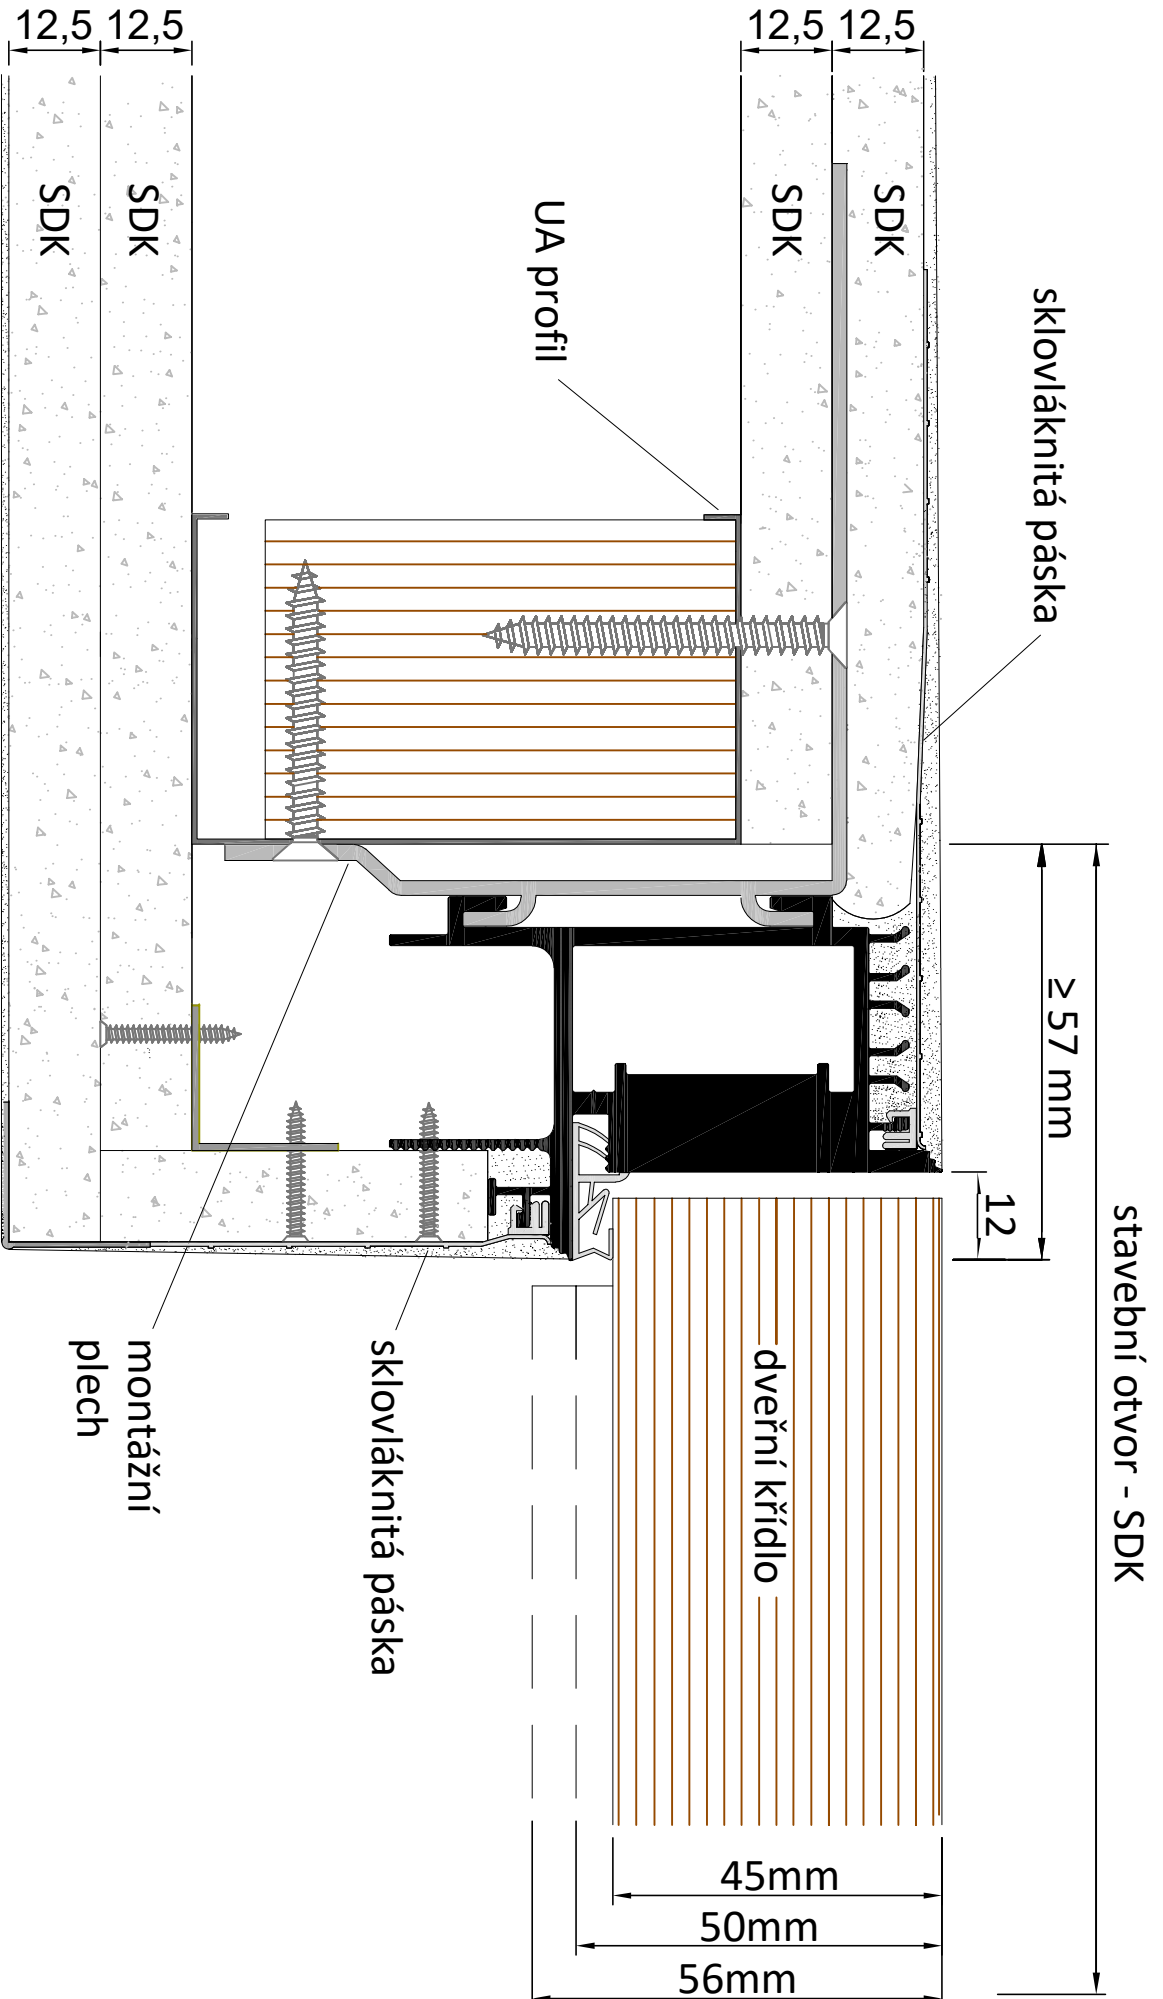 12,5 12,5
12,5 12,5
SDK
SDK
SDK
SDK
UA profil
sklovláknitá páska
≥ 57 mm
12
stavební otvor - SDK
dveřní křídlo
sklovláknitá páska
montážní
plech
45mm
50mm
56mm